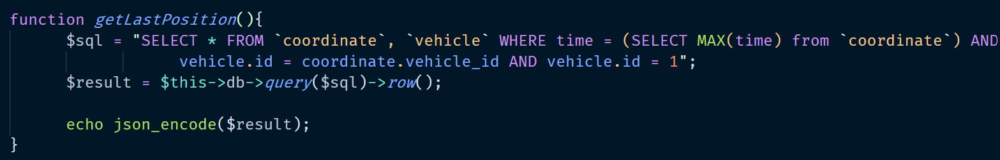 function getLastPosition(){
$sql = "SELECT * FROM `coordinate`, `vehicle` WHERE time = (SELECT MAX(time) from `coordinate`) AND
vehicle.id = coordinate.vehicle_id AND vehicle.id = 1";
$result = $this->db->query($sql)->row();
echo json_encode($result);
}